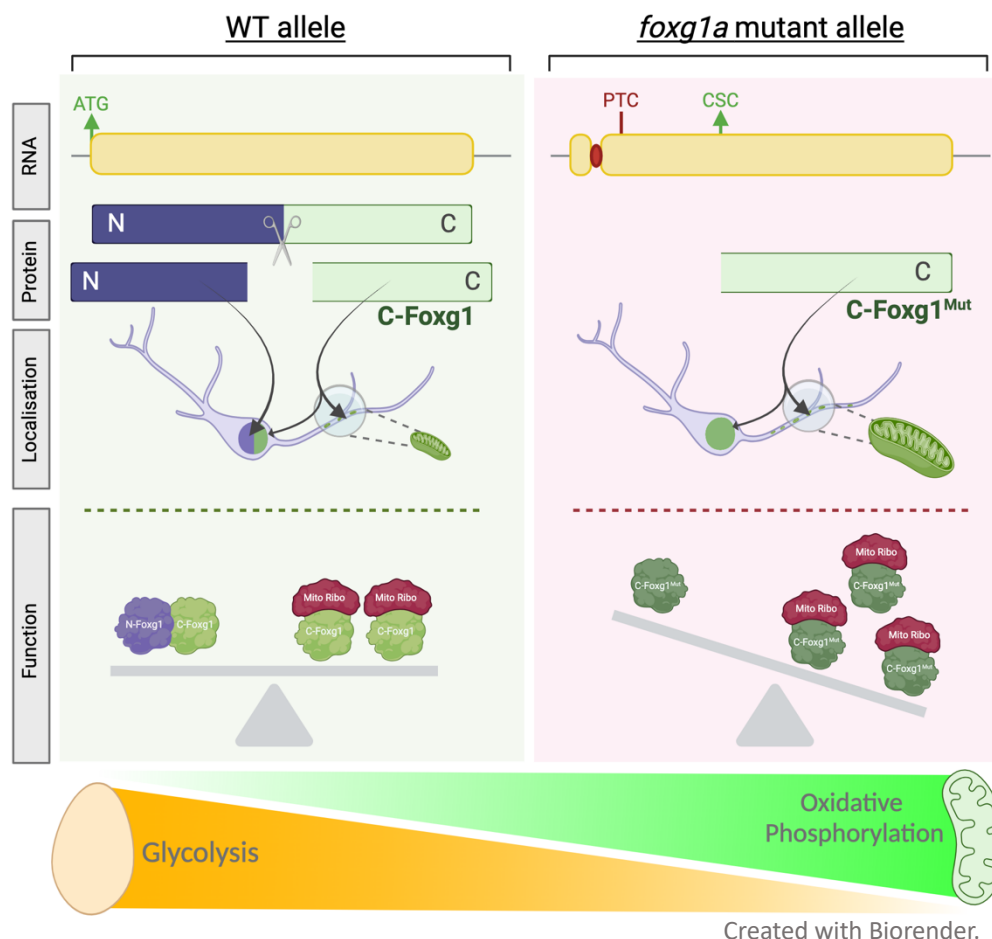 WT allele
foxg1a mutant allele
RNA
ATG
PTC
CSC
Protein
N
C
N
C
C-Foxg1
C
C-Foxg1Mut
Localisation
Function
N-Foxg1
C-Foxg1
Mito Ribo
C-Foxg1
Mito Ribo
C-Foxg1
C-Foxg1Mut
Mito Ribo
C-Foxg1Mut
Mito Ribo
C-Foxg1Mut
Mito Ribo
C-Foxg1Mut
Glycolysis
Oxidative
Phosphorylation
Created with Biorender.